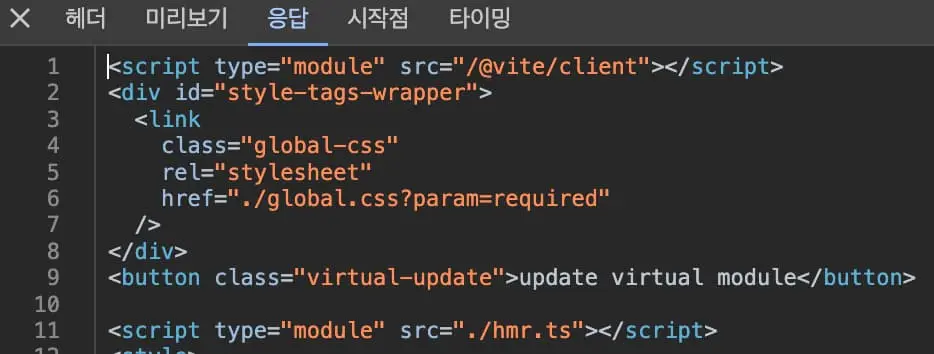 헤더 미리보기 응답 시작점 타이밍
1 <script type="module" src="/@vite/client"></script>
2 <div id="style-tags-wrapper">
3   <link
4     class="global-css"
5     rel="stylesheet"
6     href="./global.css?param=required"
7   />
8 </div>
9 <button class="virtual-update">update virtual module</button>
10
11 <script type="module" src="./hmr.ts"></script>
12 <style>